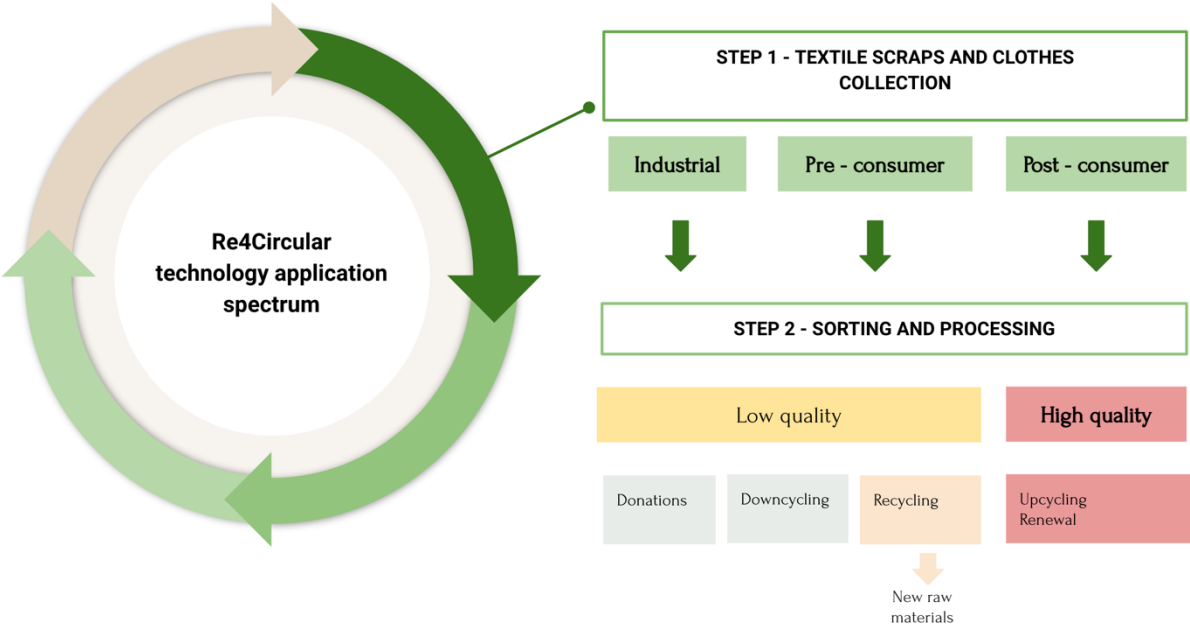 Re4Circular
technology application
spectrum
STEP 1 - TEXTILE SCRAPS AND CLOTHES
COLLECTION
Industrial
Pre - consumer
Post - consumer
STEP 2 - SORTING AND PROCESSING
Low quality
High quality
Donations
Downcycling
Recycling
Upcycling
Renewal
New raw
materials